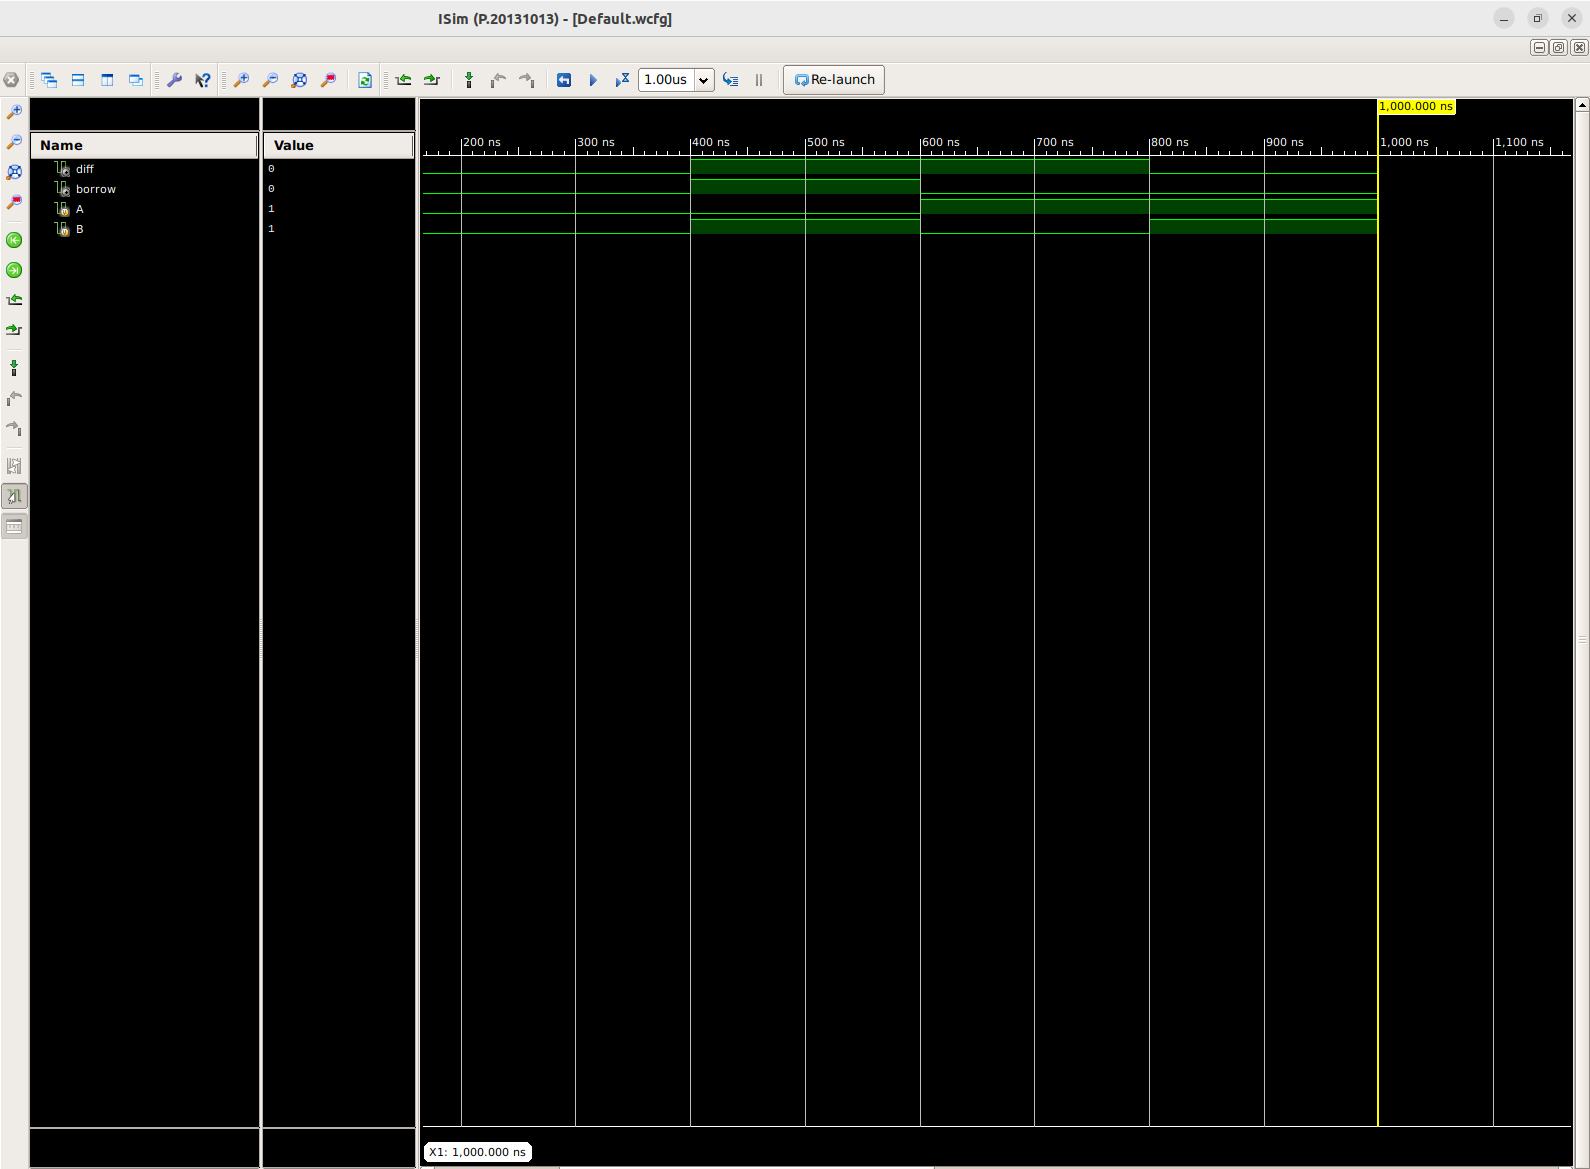 ISim (P.20131013) - [Default.wcfg]
1.00us
Re-launch
1,000.000 ns
Name
Value
200 ns
300 ns
400 ns
500 ns
600 ns
700 ns
800 ns
900 ns
1,000 ns
1,100 ns
diff
0
borrow
0
A
1
B
1
X1: 1,000.000 ns